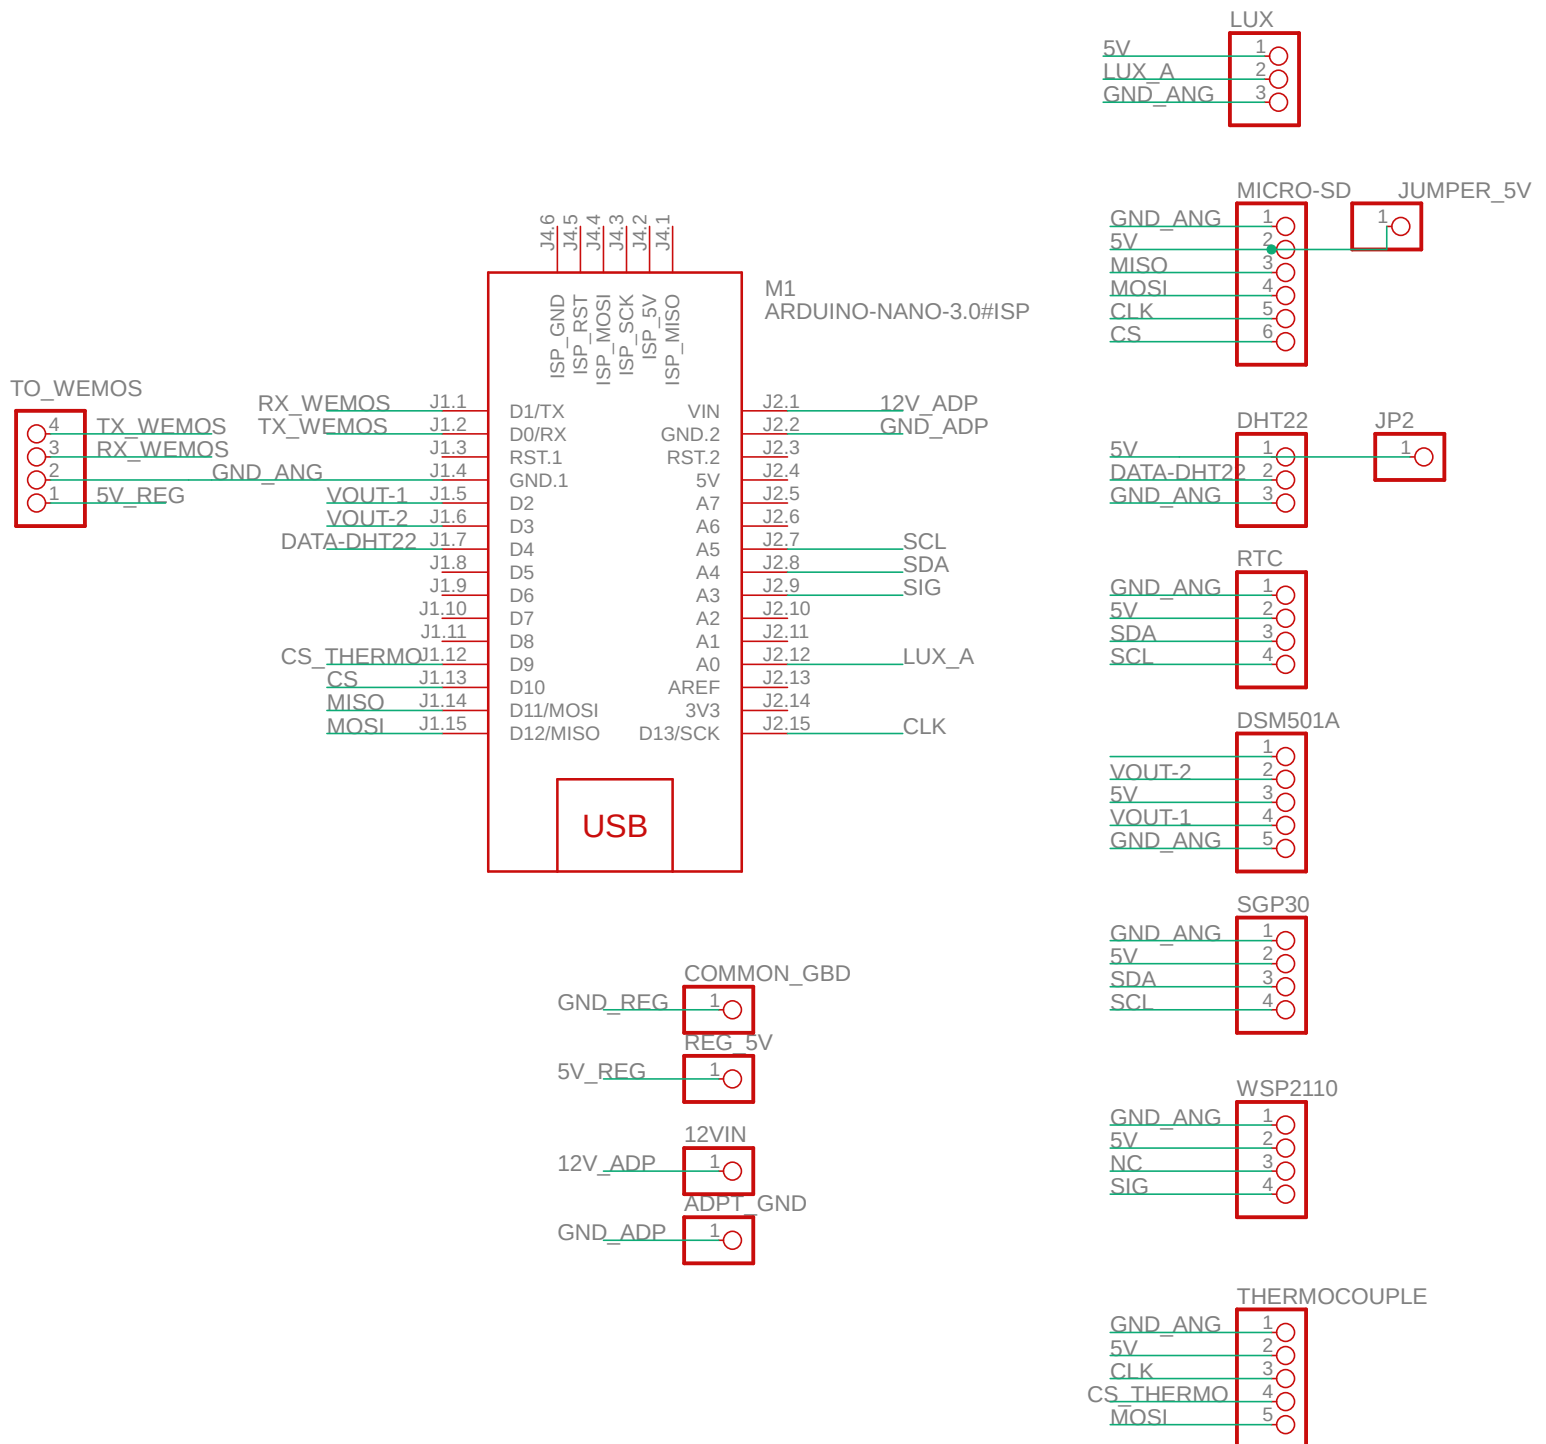 LUX
5V 1
LUX_A 2
GND_ANG 3
MICRO-SD
GND_ANG 1
5V 2
MISO 3
MOSI 4
CLK 5
CS 6
JUMPER_5V
1
J4.6 J4.5 J4.4 J4.3 J4.2 J4.1
ISP_GND ISP_RST ISP_MOSI ISP_SCK ISP_5V ISP_MISO
M1
ARDUINO-NANO-3.0#ISP
TO_WEMOS
4 TX_WEMOS
3 RX_WEMOS
2 GND_ANG
1 5V_REG
RX_WEMOS J1.1 D1/TX VIN J2.1 12V_ADP
TX_WEMOS J1.2 D0/RX GND.2 J2.2 GND_ADP
J1.3 RST.1 RST.2 J2.3
J1.4 GND.1 5V J2.4
VOUT-1 J1.5 D2 A7 J2.5
VOUT-2 J1.6 D3 A6 J2.6
DATA-DHT22 J1.7 D4 A5 J2.7 SCL
J1.8 D5 A4 J2.8 SDA
J1.9 D6 A3 J2.9 SIG
J1.10 D7 A2 J2.10
J1.11 D8 A1 J2.11
CS_THERMO J1.12 D9 A0 J2.12 LUX_A
CS J1.13 D10 AREF J2.13
MISO J1.14 D11/MOSI 3V3 J2.14
MOSI J1.15 D12/MISO D13/SCK J2.15 CLK
USB
DHT22
5V 1
DATA-DHT22 2
GND_ANG 3
JP2
1
RTC
GND_ANG 1
5V 2
SDA 3
SCL 4
DSM501A
1
VOUT-2 2
5V 3
VOUT-1 4
GND_ANG 5
SGP30
GND_ANG 1
5V 2
SDA 3
SCL 4
COMMON_GBD
GND_REG 1
REG_5V
5V_REG 1
12VIN
12V_ADP 1
ADPT_GND
GND_ADP 1
WSP2110
GND_ANG 1
5V 2
NC 3
SIG 4
THERMOCOUPLE
GND_ANG 1
5V 2
CLK 3
CS_THERMO 4
MOSI 5